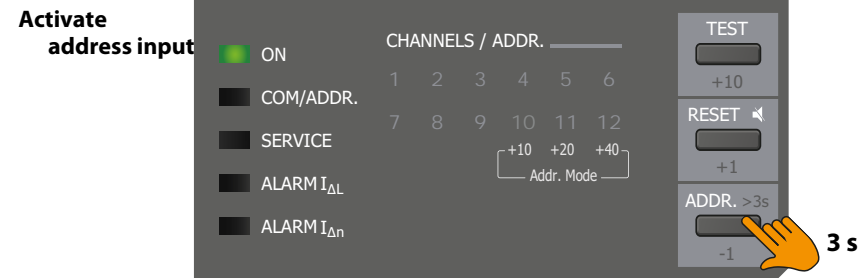 Activate
address input
ON
COM/ADDR.
SERVICE
ALARM IΔL
ALARM IΔn
CHANNELS / ADDR.
1 2 3 4 5 6
7 8 9 10 11 12
+10 +20 +40
Addr. Mode
TEST
+10
RESET
+1
ADDR. >3s
-1
3 s